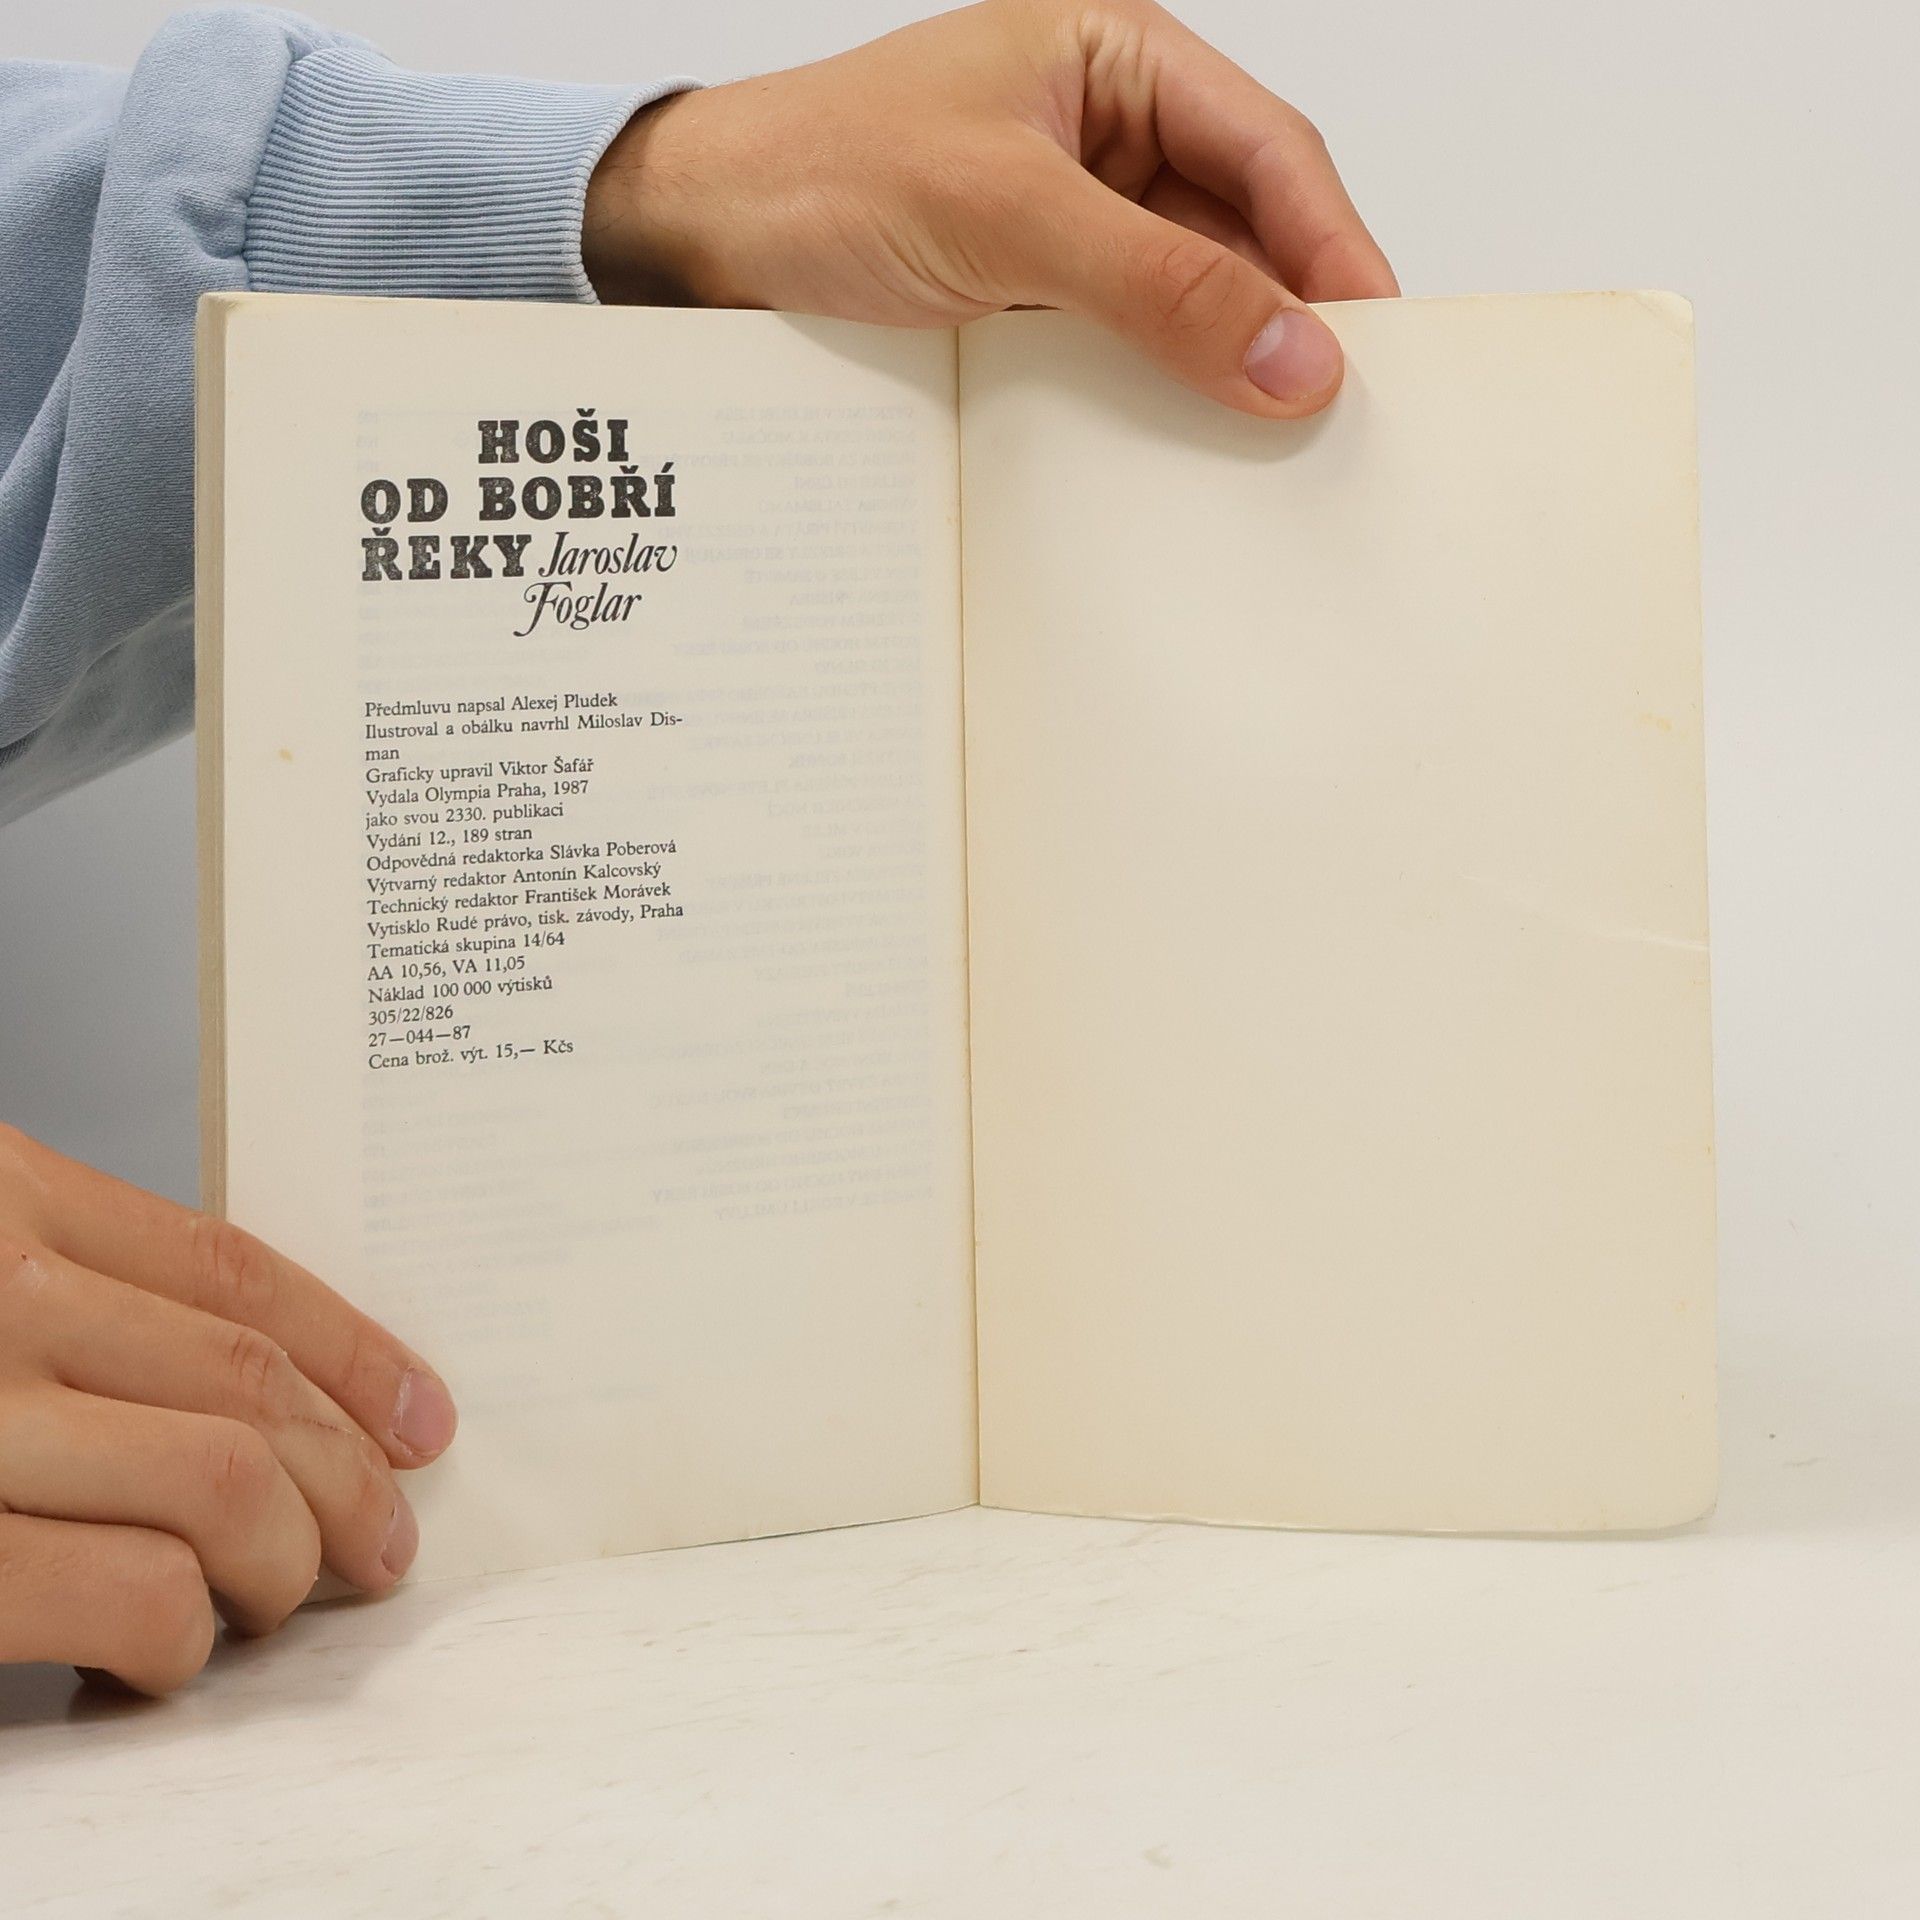 HOŠI
OD BOBŘÍ
ŘEKY Jaroslav
Foglar
Předmluvu napsal Alexej Pludek
Ilustroval a obálku navrhl Miloslav Dis-
man
Graficky upravil Viktor Šafář
Vydala Olympia Praha, 1987
jako svou 2330. publikaci
Vydání 12., 189 stran
Odpovědná redaktorka Slávka Poberová
Výtvarný redaktor Antonín Kalcovský
Technický redaktor František Morávek
Vytisklo Rudé právo, tisk. závody, Praha
Tematická skupina 14/64
AA 10,56, VA 11,05
Náklad 100 000 výtisků
305/22/826
27—044—87
Cena brož. výt. 15,— Kčs